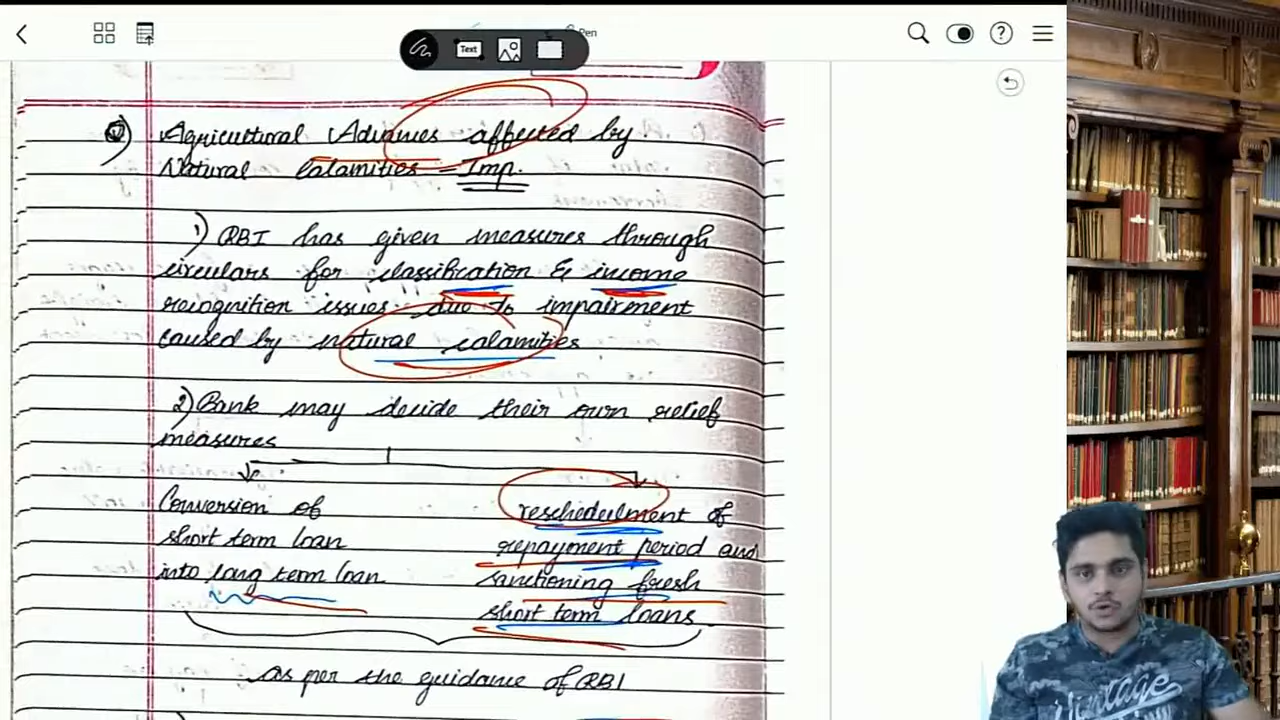 Pen
Text
Agricultural Advances affected by
Natural Calamities - Imp.
1) RBI has given measures through
circulars for classification & income
recognition issues due to impairment
caused by natural calamities
2) Bank may decide their own relief
measures
Conversion of
short term loan
into long term loan
reschedulment of
repayment period and
sanctioning fresh
short term loans
As per the guidance of RBI
Vintage